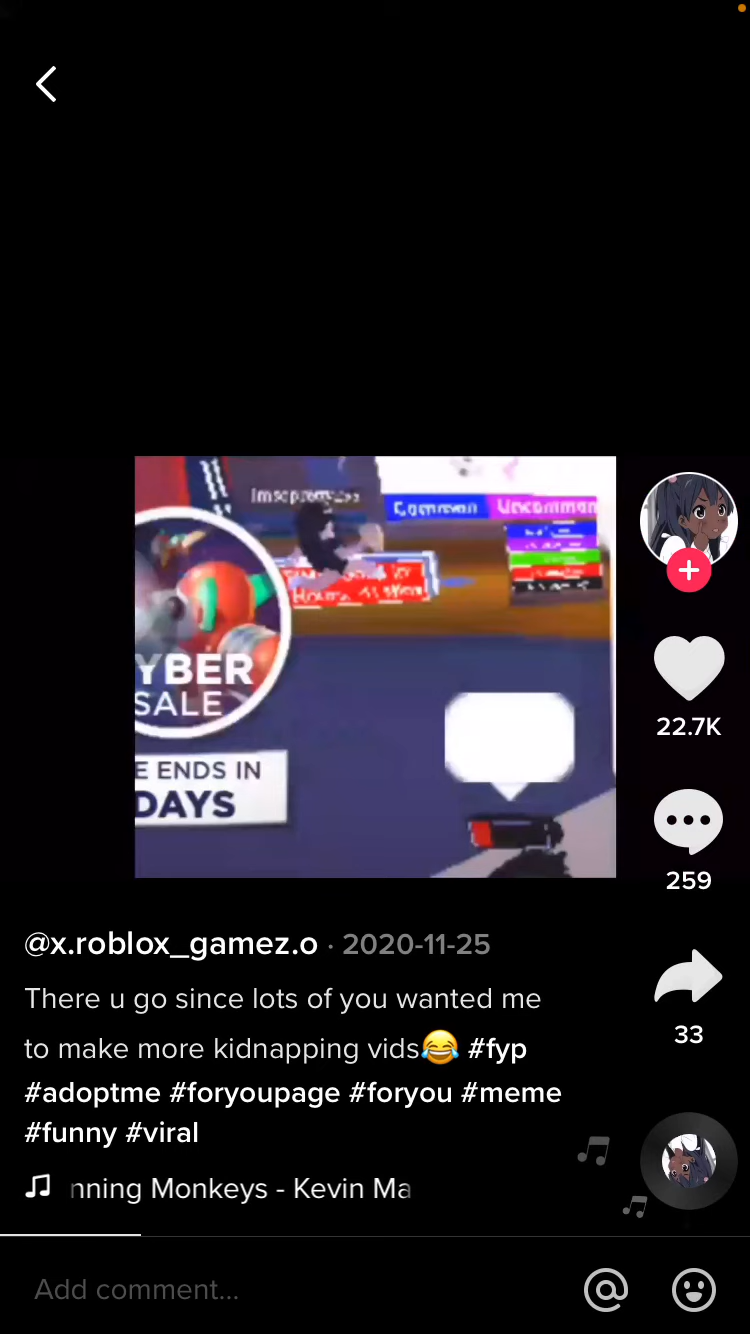 Common
Uncommon
YBER
SALE
E ENDS IN
DAYS
22.7K
259
33
@x.roblox_gamez.o · 2020-11-25
There u go since lots of you wanted me
to make more kidnapping vids😂 #fyp
#adoptme #foryoupage #foryou #meme
#funny #viral
nning Monkeys - Kevin Ma
Add comment...